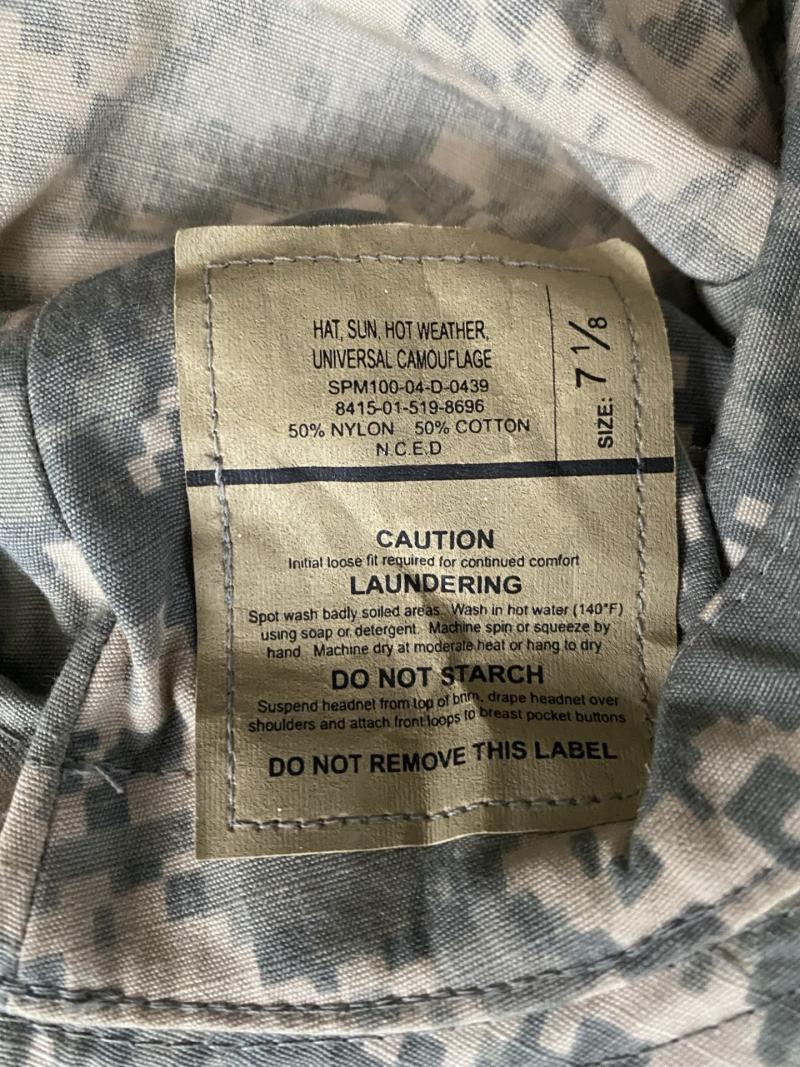 HAT, SUN, HOT WEATHER,
UNIVERSAL CAMOUFLAGE
SPM100-04-D-0439
8415-01-519-8696
50% NYLON 50% COTTON
N.C.E.D
SIZE: 7 1/8
CAUTION
Initial loose fit required for continued comfort
LAUNDERING
Spot wash badly soiled areas. Wash in hot water (140°F)
using soap or detergent. Machine spin or squeeze by
hand. Machine dry at moderate heat or hang to dry
DO NOT STARCH
Suspend headnet from top of brim, drape headnet over
shoulders and attach front loops to breast pocket buttons
DO NOT REMOVE THIS LABEL